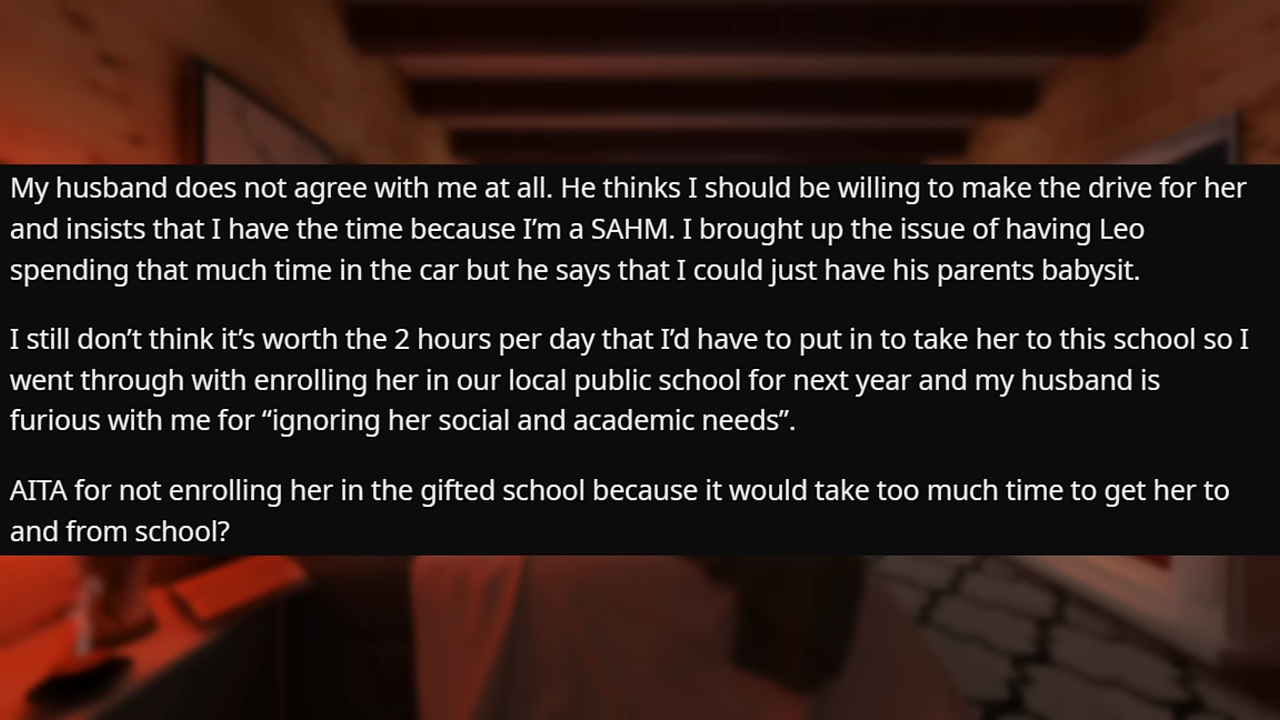 My husband does not agree with me at all. He thinks I should be willing to make the drive for her
and insists that I have the time because I’m a SAHM. I brought up the issue of having Leo
spending that much time in the car but he says that I could just have his parents babysit.
I still don’t think it’s worth the 2 hours per day that I’d have to put in to take her to this school so I
went through with enrolling her in our local public school for next year and my husband is
furious with me for “ignoring her social and academic needs”.
AITA for not enrolling her in the gifted school because it would take too much time to get her to
and from school?